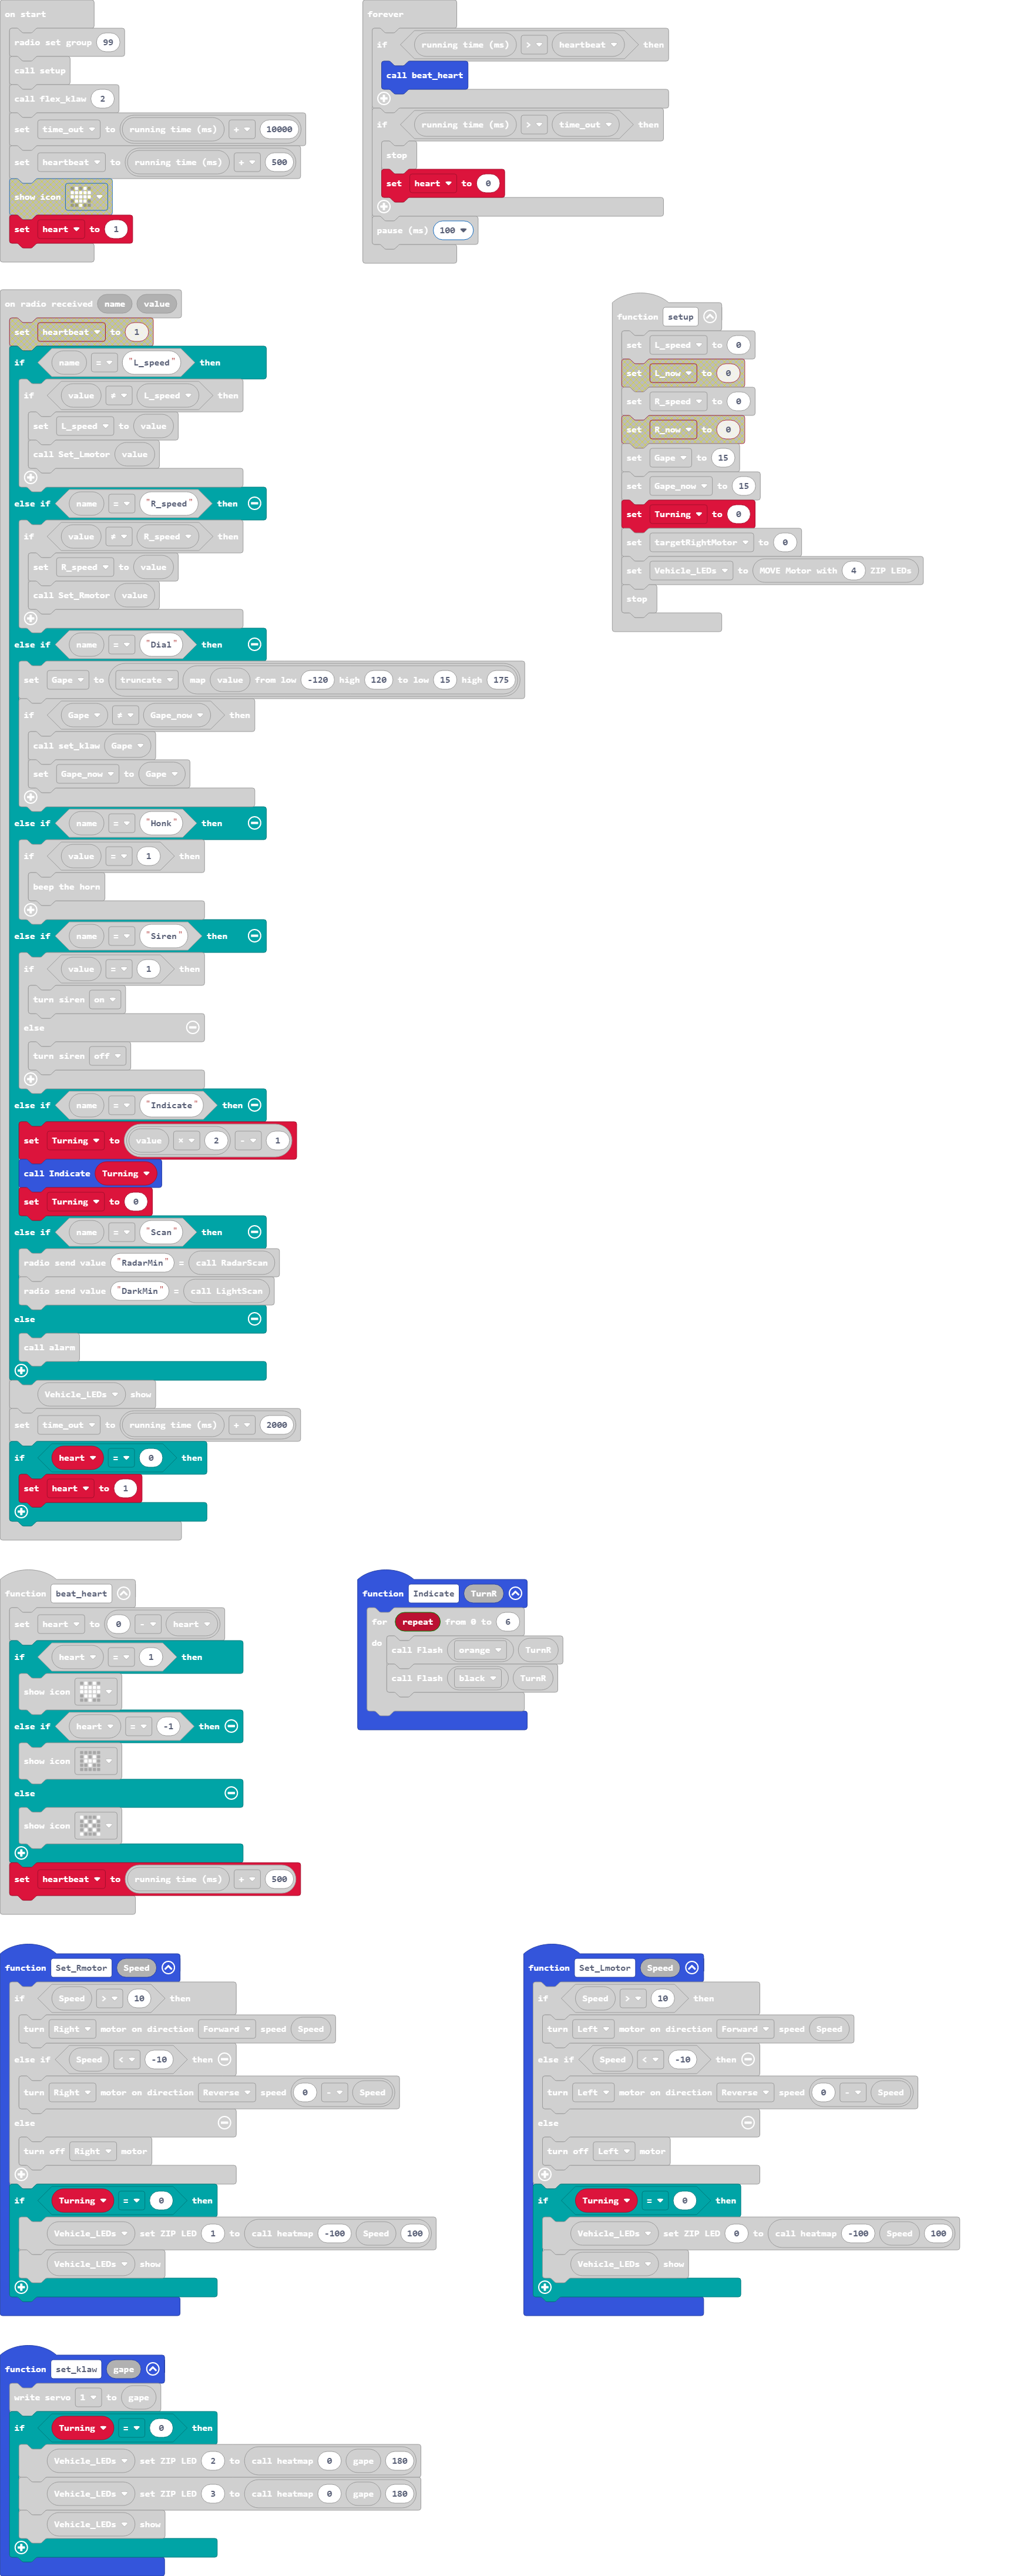 on start
radio set group 99
call setup
call flex_klaw 2
set time_out to running time (ms) + 10000
set heartbeat to running time (ms) + 500
show icon
set heart to 1
forever
if running time (ms) > heartbeat then
call beat_heart
if running time (ms) > time_out then
stop
set heart to 0
pause (ms) 100
on radio received name value
set heartbeat to 1
if name = "L_speed" then
if value ≠ L_speed then
set L_speed to value
call Set_Lmotor value
else if name = "R_speed" then
if value ≠ R_speed then
set R_speed to value
call Set_Rmotor value
else if name = "Dial" then
set Gape to truncate map value from low -120 high 120 to low 15 high 175
if Gape ≠ Gape_now then
call set_klaw Gape
set Gape_now to Gape
else if name = "Honk" then
if value = 1 then
beep the horn
else if name = "Siren" then
if value = 1 then
turn siren on
else
turn siren off
else if name = "Indicate" then
set Turning to value × 2 - 1
call Indicate Turning
set Turning to 0
else if name = "Scan" then
radio send value "RadarMin" = call RadarScan
radio send value "DarkMin" = call LightScan
else
call alarm
Vehicle_LEDs show
set time_out to running time (ms) + 2000
if heart = 0 then
set heart to 1
function setup
set L_speed to 0
set L_now to 0
set R_speed to 0
set R_now to 0
set Gape to 15
set Gape_now to 15
set Turning to 0
set targetRightMotor to 0
set Vehicle_LEDs to MOVE Motor with 4 ZIP LEDs
stop
function beat_heart
set heart to 0 - heart
if heart = 1 then
show icon
else if heart = -1 then
show icon
else
show icon
set heartbeat to running time (ms) + 500
function Indicate TurnR
for repeat from 0 to 6
do call Flash orange TurnR
call Flash black TurnR
function Set_Rmotor Speed
if Speed > 10 then
turn Right motor on direction Forward speed Speed
else if Speed < -10 then
turn Right motor on direction Reverse speed 0 - Speed
else
turn off Right motor
if Turning = 0 then
Vehicle_LEDs set ZIP LED 1 to call heatmap -100 Speed 100
Vehicle_LEDs show
function Set_Lmotor Speed
if Speed > 10 then
turn Left motor on direction Forward speed Speed
else if Speed < -10 then
turn Left motor on direction Reverse speed 0 - Speed
else
turn off Left motor
if Turning = 0 then
Vehicle_LEDs set ZIP LED 0 to call heatmap -100 Speed 100
Vehicle_LEDs show
function set_klaw gape
write servo 1 to gape
if Turning = 0 then
Vehicle_LEDs set ZIP LED 2 to call heatmap 0 gape 180
Vehicle_LEDs set ZIP LED 3 to call heatmap 0 gape 180
Vehicle_LEDs show